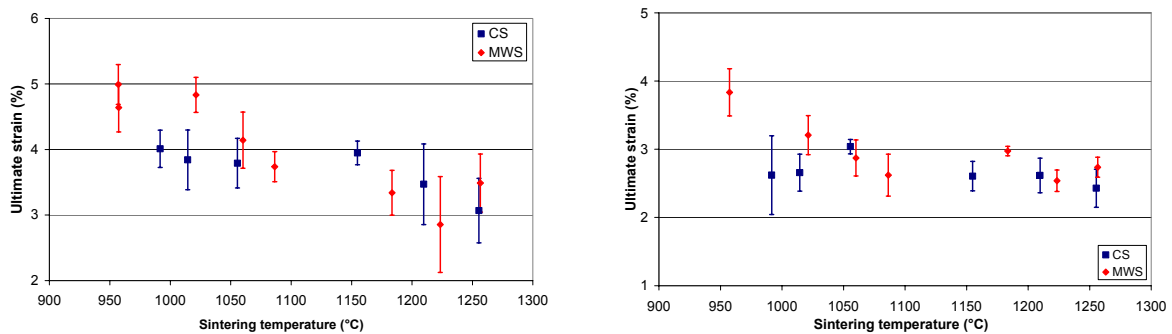 6
5
4
3
2
900 950 1000 1050 1100 1150 1200 1250 1300
Ultimate strain (%)
Sintering temperature (°C)
CS
MWS
5
4
3
2
1
900 950 1000 1050 1100 1150 1200 1250 1300
Ultimate strain (%)
Sintering temperature (°C)
CS
MWS